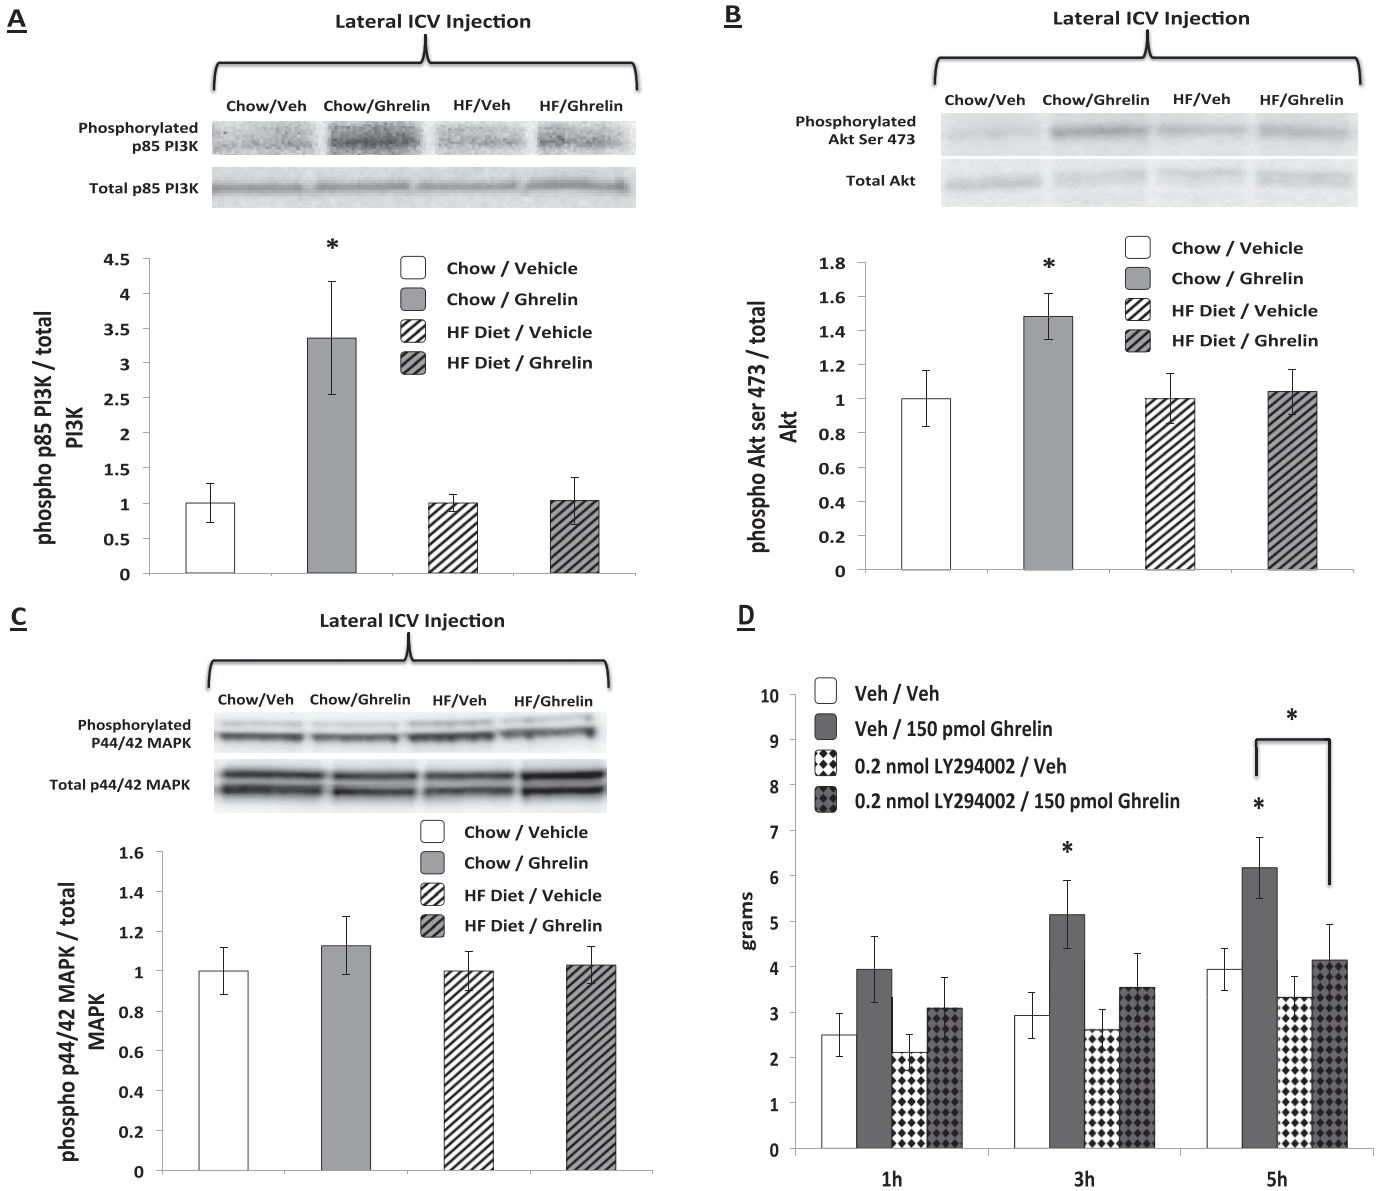 A
Lateral ICV Injection
Chow/Veh Chow/Ghrelin HF/Veh HF/Ghrelin
Phosphorylated
p85 PI3K
Total p85 PI3K
*
Chow / Vehicle
Chow / Ghrelin
HF Diet / Vehicle
HF Diet / Ghrelin
phospho p85 PI3K / total
PI3K
4.5
4
3.5
3
2.5
2
1.5
1
0.5
0
B
Lateral ICV Injection
Chow/Veh Chow/Ghrelin HF/Veh HF/Ghrelin
Phosphorylated
Akt Ser 473
Total Akt
*
Chow / Vehicle
Chow / Ghrelin
HF Diet / Vehicle
HF Diet / Ghrelin
phospho Akt ser 473 / total
Akt
1.8
1.6
1.4
1.2
1
0.8
0.6
0.4
0.2
0
C
Lateral ICV Injection
Chow/Veh Chow/Ghrelin HF/Veh HF/Ghrelin
Phosphorylated
P44/42 MAPK
Total p44/42 MAPK
Chow / Vehicle
Chow / Ghrelin
HF Diet / Vehicle
HF Diet / Ghrelin
phospho p44/42 MAPK / total
MAPK
1.6
1.4
1.2
1
0.8
0.6
0.4
0.2
0
D
Veh / Veh
Veh / 150 pmol Ghrelin
0.2 nmol LY294002 / Veh
0.2 nmol LY294002 / 150 pmol Ghrelin
*
*
*
grams
10
9
8
7
6
5
4
3
2
1
0
1h 3h 5h